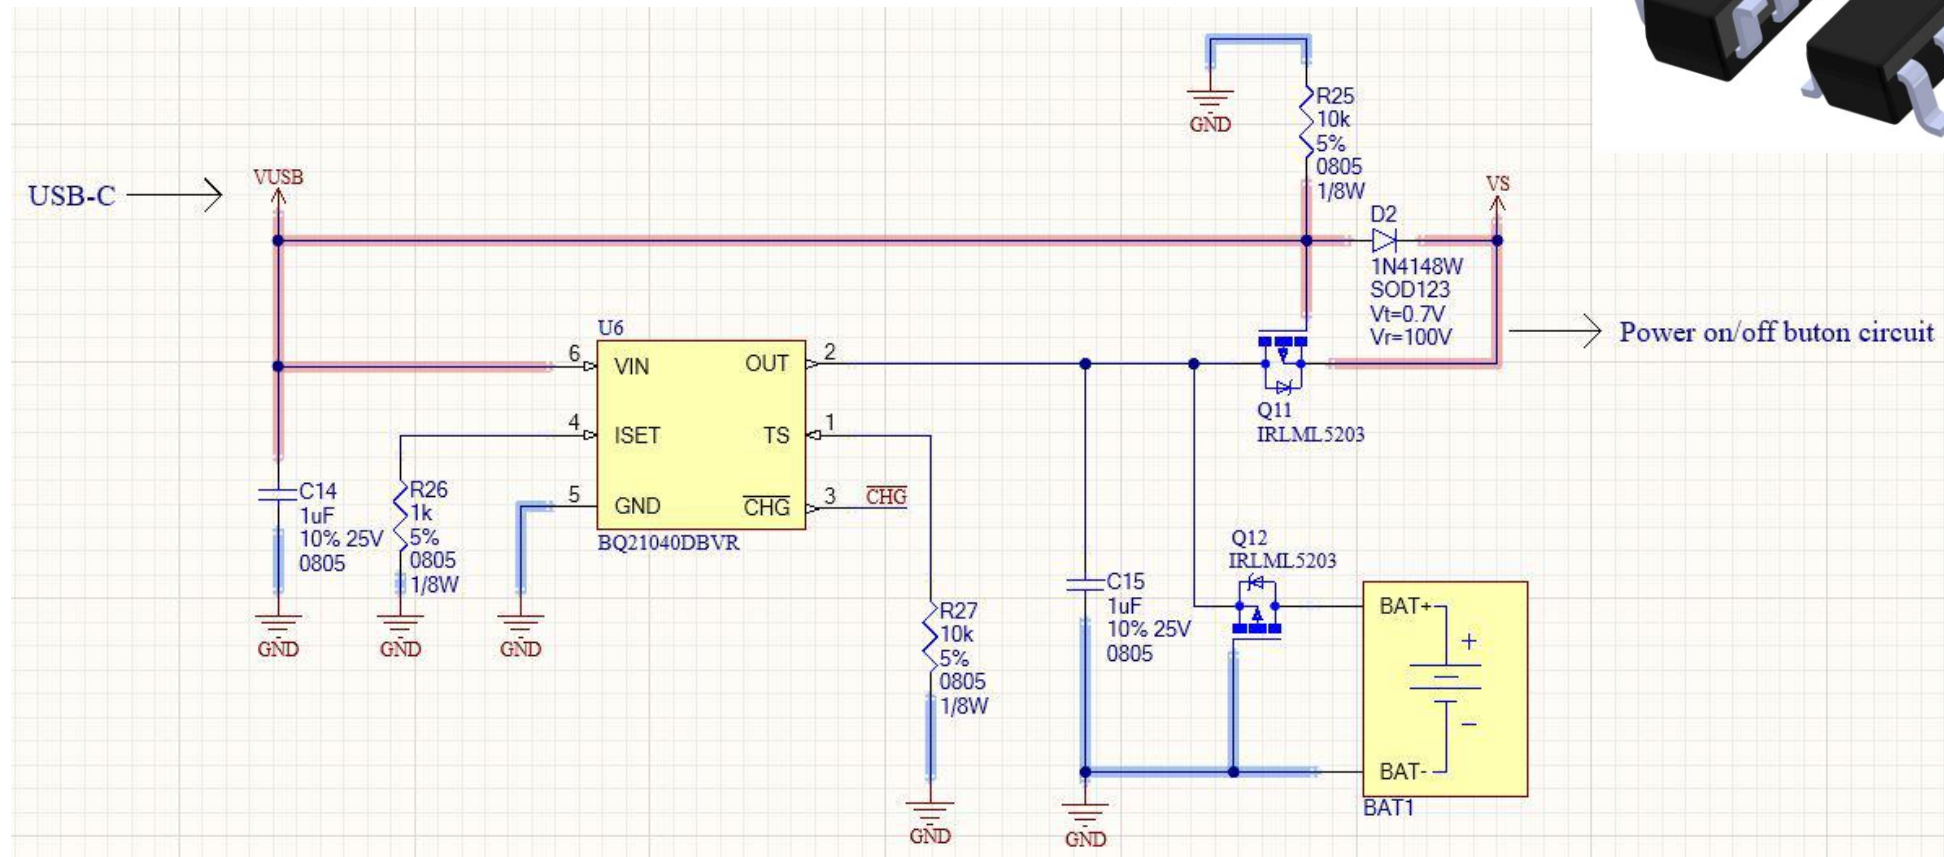 GND
R25
10k
5%
0805
1/8W
USB-C
VUSB
VS
D2
1N4148W
SOD123
Vt=0.7V
Vr=100V
Power on/off buton circuit
U6
6
VIN
OUT
2
4
ISET
TS
1
5
GND
CHG
3
CHG
BQ21040DBVR
Q11
IRLML5203
C14
1uF
10% 25V
0805
GND
R26
1k
5%
0805
1/8W
GND
GND
R27
10k
5%
0805
1/8W
GND
C15
1uF
10% 25V
0805
GND
Q12
IRLML5203
BAT+
+
−
BAT-
BAT1